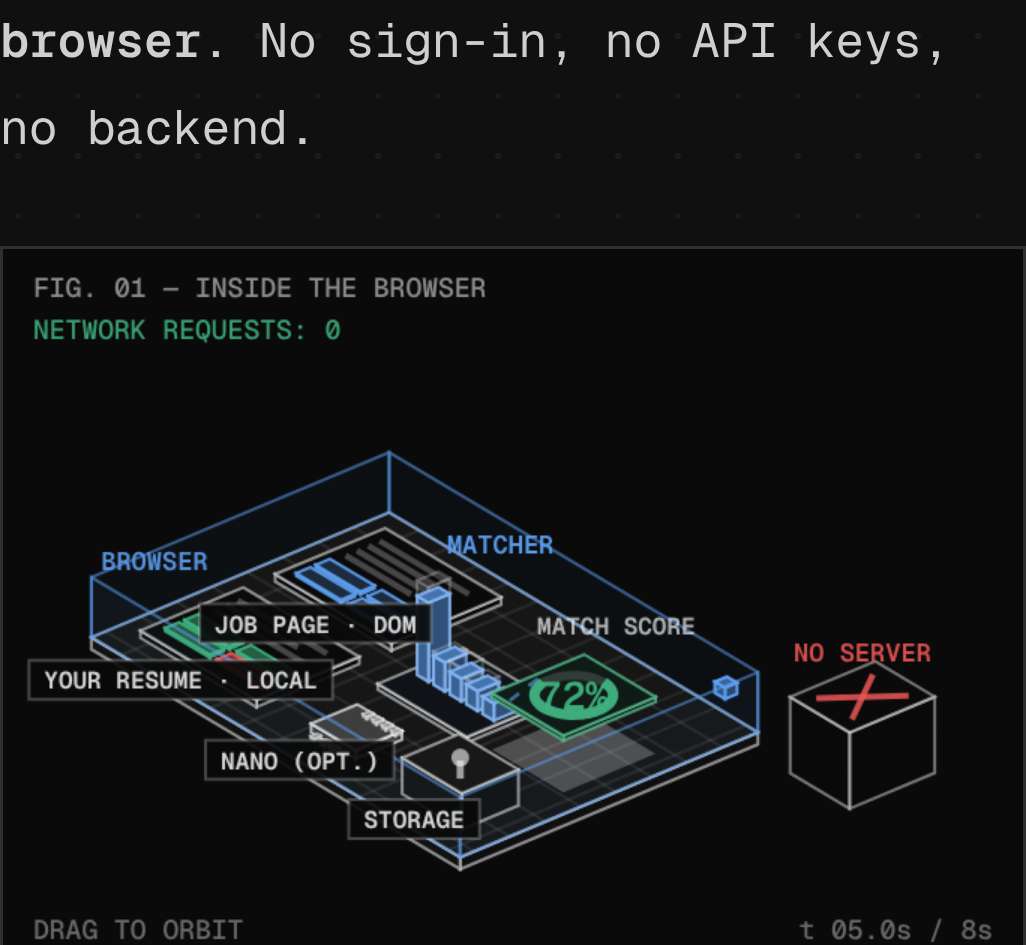 browser. No sign-in, no API keys,
no backend.
FIG. 01 — INSIDE THE BROWSER
NETWORK REQUESTS: 0
MATCHER
BROWSER
JOB PAGE · DOM
MATCH SCORE
NO SERVER
YOUR RESUME · LOCAL
72%
NANO (OPT.)
STORAGE
DRAG TO ORBIT
t 05.0s / 8s